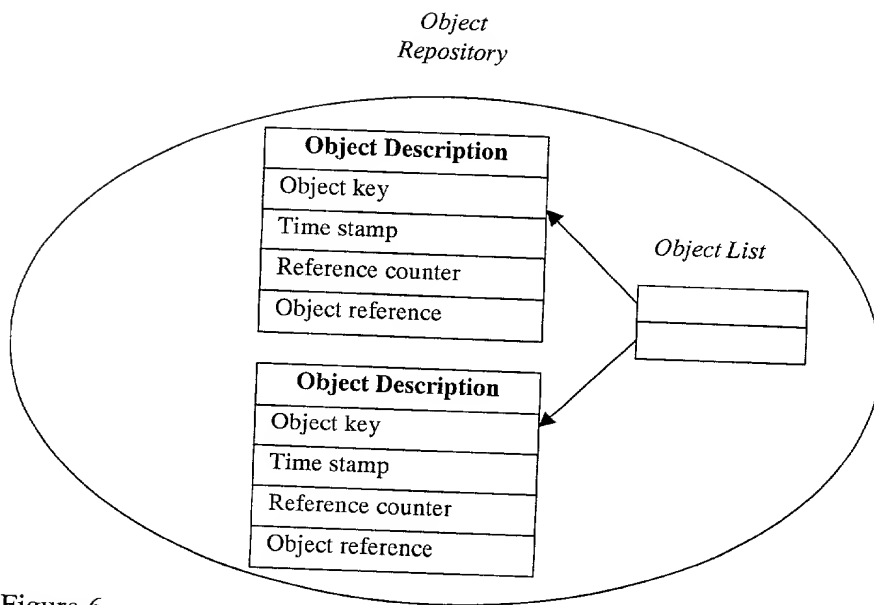 Object
Repository
Object Description
Object key
Time stamp
Reference counter
Object reference
Object List
Object Description
Object key
Time stamp
Reference counter
Object reference
Figure 6